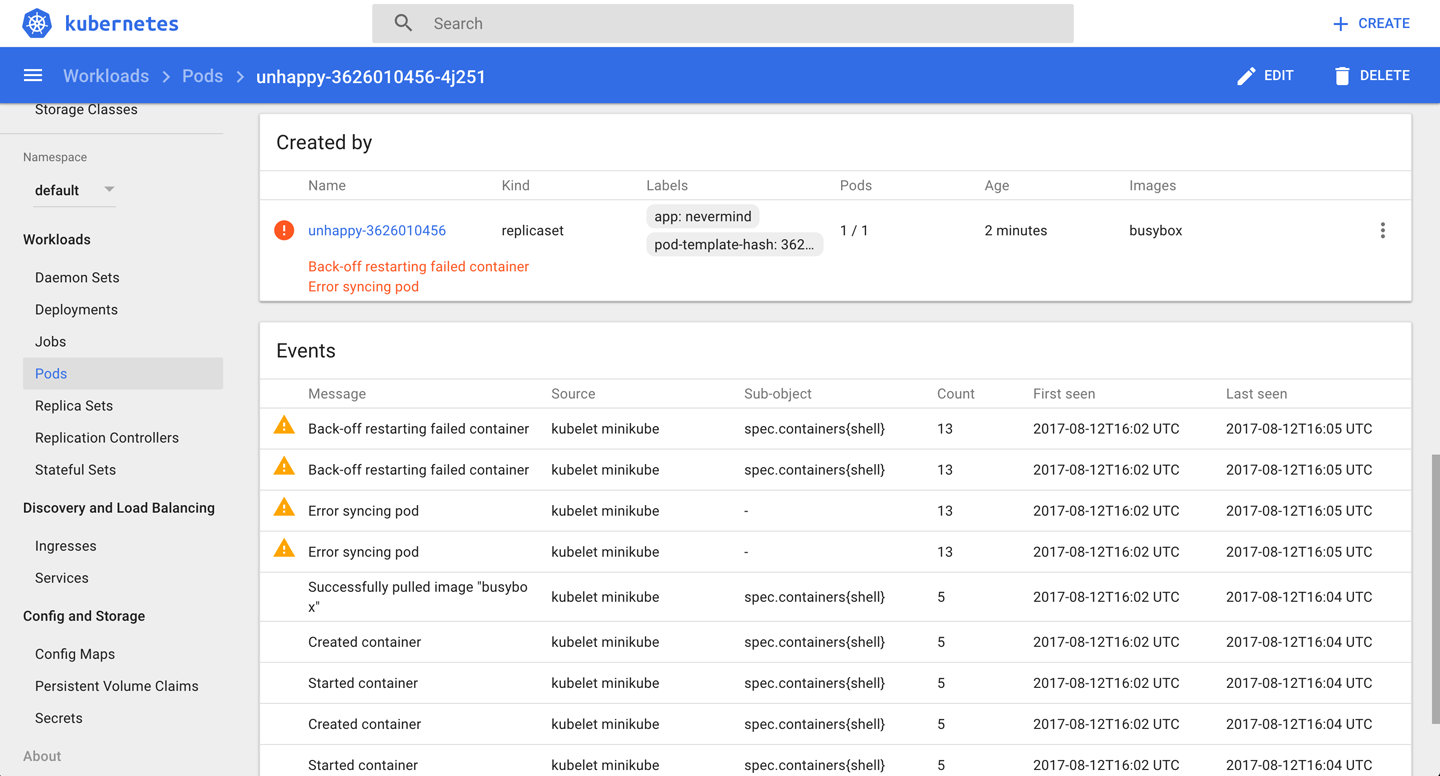 kubernetes
Search
CREATE
Workloads > Pods > unhappy-3626010456-4j251
EDIT
DELETE
Storage Classes
Namespace
default
Workloads
Daemon Sets
Deployments
Jobs
Pods
Replica Sets
Replication Controllers
Stateful Sets
Discovery and Load Balancing
Ingresses
Services
Config and Storage
Config Maps
Persistent Volume Claims
Secrets
About
Created by
Name Kind Labels Pods Age Images
unhappy-3626010456 replicaset app: nevermind 1 / 1 2 minutes busybox
pod-template-hash: 362...
Back-off restarting failed container
Error syncing pod
Events
Message Source Sub-object Count First seen Last seen
Back-off restarting failed container kubelet minikube spec.containers{shell} 13 2017-08-12T16:02 UTC 2017-08-12T16:05 UTC
Back-off restarting failed container kubelet minikube spec.containers{shell} 13 2017-08-12T16:02 UTC 2017-08-12T16:05 UTC
Error syncing pod kubelet minikube - 13 2017-08-12T16:02 UTC 2017-08-12T16:05 UTC
Error syncing pod kubelet minikube - 13 2017-08-12T16:02 UTC 2017-08-12T16:05 UTC
Successfully pulled image "busybo
x" kubelet minikube spec.containers{shell} 5 2017-08-12T16:02 UTC 2017-08-12T16:04 UTC
Created container kubelet minikube spec.containers{shell} 5 2017-08-12T16:02 UTC 2017-08-12T16:04 UTC
Started container kubelet minikube spec.containers{shell} 5 2017-08-12T16:02 UTC 2017-08-12T16:04 UTC
Created container kubelet minikube spec.containers{shell} 5 2017-08-12T16:02 UTC 2017-08-12T16:04 UTC
Started container kubelet minikube spec.containers{shell} 5 2017-08-12T16:02 UTC 2017-08-12T16:04 UTC